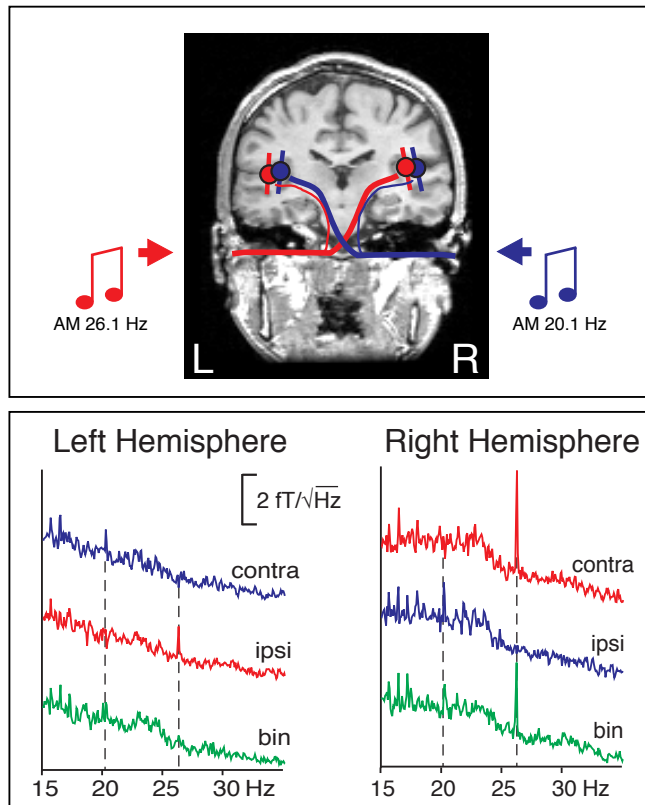 AM 26.1 Hz
AM 20.1 Hz
L
R
Left Hemisphere
Right Hemisphere
2 fT/√Hz
contra
ipsi
bin
15 20 25 30 Hz
contra
ipsi
bin
15 20 25 30 Hz